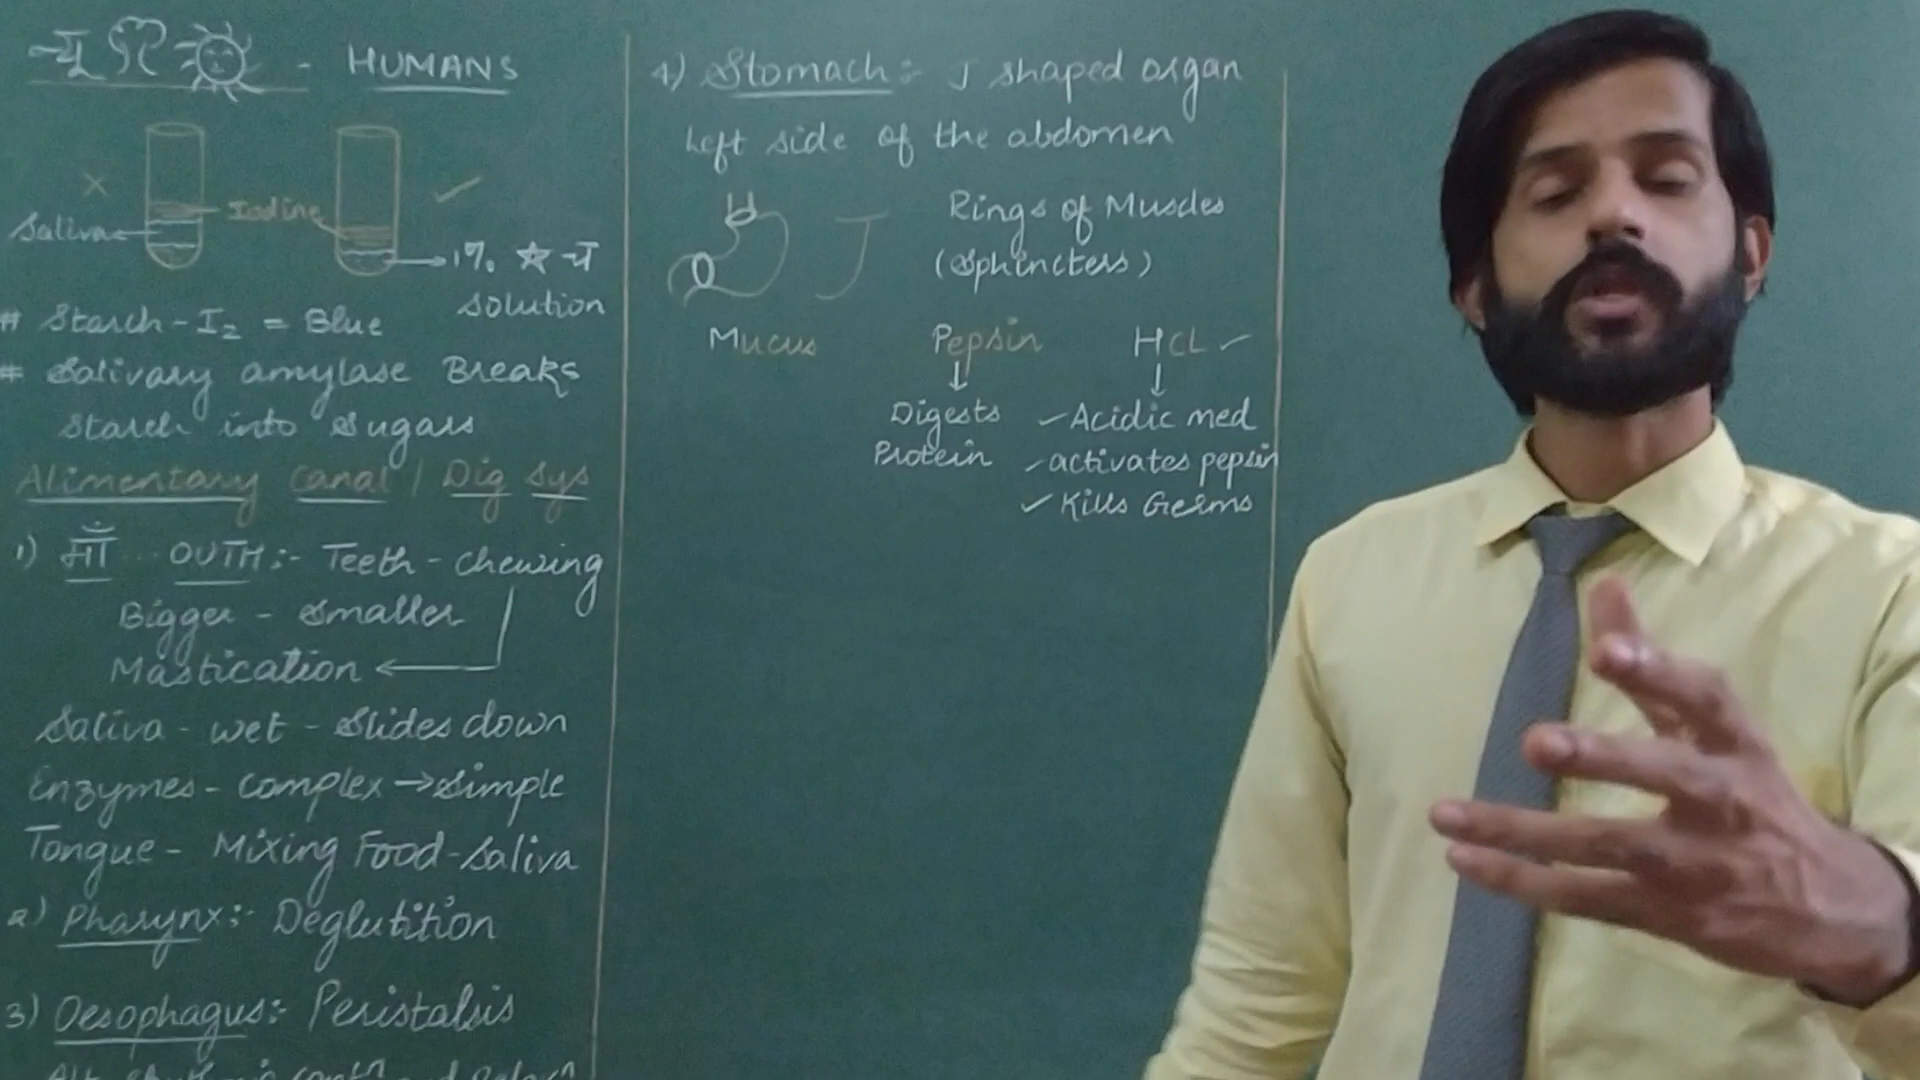 न्यू - HUMANS
Saliva
Iodine
1% ★ र्च
solution
# Starch - I₂ = Blue
# Salivary amylase Breaks
starch into Sugars
Alimentary Canal / Dig Sys
1) माँ OUTH :- Teeth - chewing
Bigger - Smaller
Mastication ←
Saliva - wet - Slides down
Enzymes - complex → Simple
Tongue - Mixing Food - Saliva
2) Pharynx :- Deglutition
3) Oesophagus :- Peristalsis
4) Stomach :- J shaped organ
Left side of the abdomen
J
Rings of Muscles
(Sphincters)
Mucus Pepsin HCL ✓
↓ ↓
Digests
Protein
✓ Acidic med
✓ activates pepsin
✓ Kills Germs